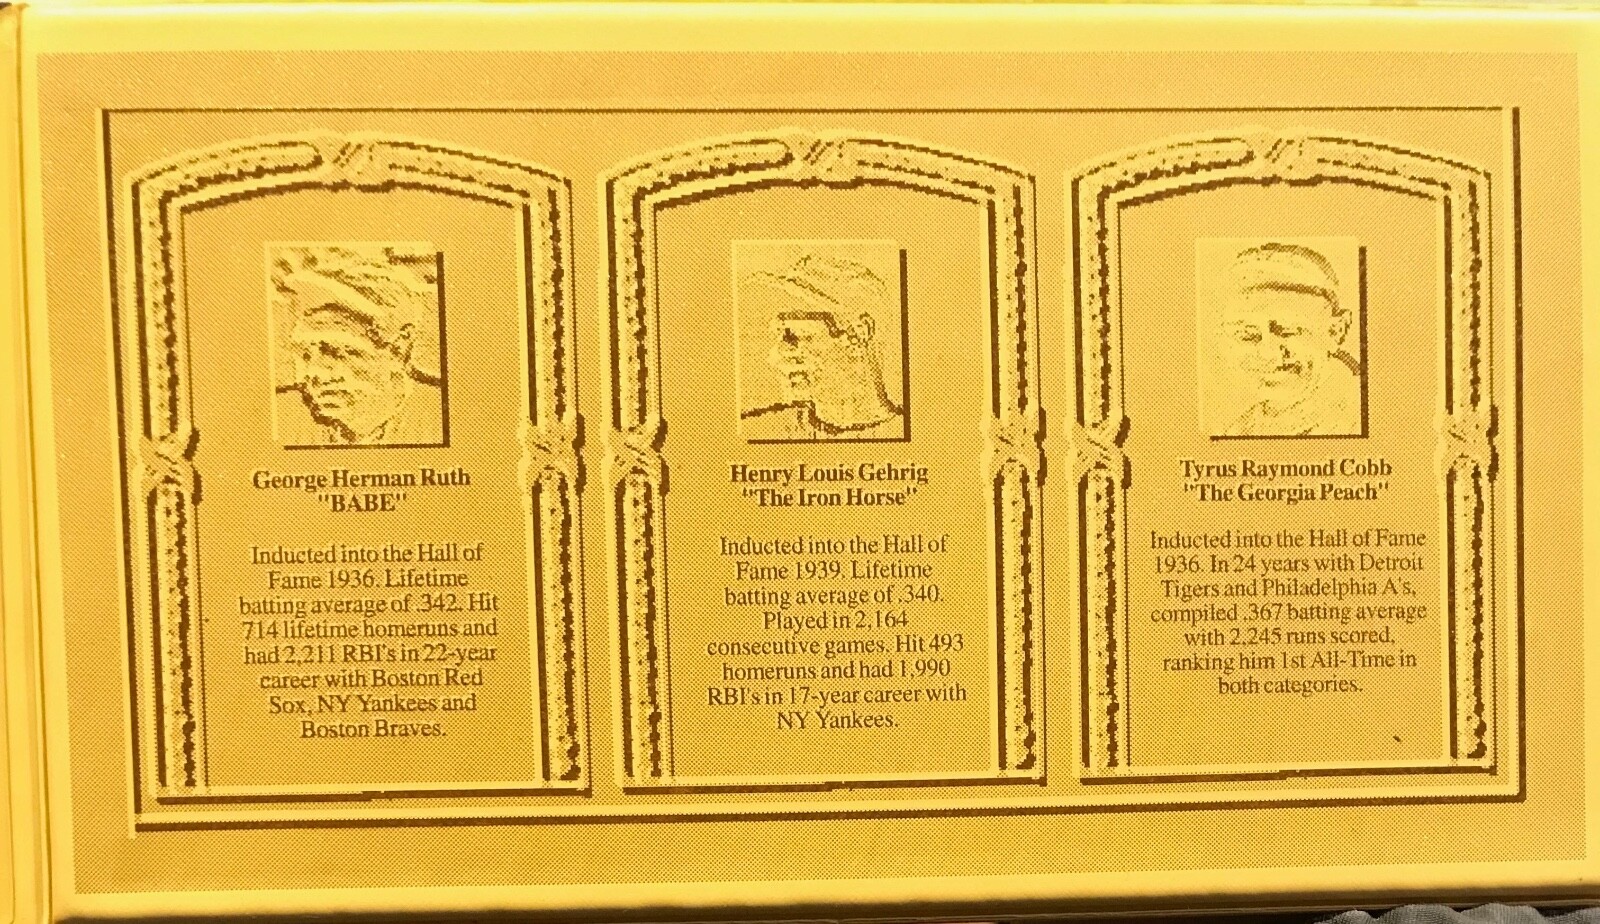 George Herman Ruth
"BABE"
Inducted into the Hall of
Fame 1936. Lifetime
batting average of .342. Hit
714 lifetime homeruns and
had 2,211 RBI's in 22-year
career with Boston Red
Sox, NY Yankees and
Boston Braves.
Henry Louis Gehrig
"The Iron Horse"
Inducted into the Hall of
Fame 1939. Lifetime
batting average of .340.
Played in 2,164
consecutive games. Hit 493
homeruns and had 1,990
RBI's in 17-year career with
NY Yankees.
Tyrus Raymond Cobb
"The Georgia Peach"
Inducted into the Hall of Fame
1936. In 24 years with Detroit
Tigers and Philadelphia A's,
compiled .367 batting average
with 2,245 runs scored,
ranking him 1st All-Time in
both categories.